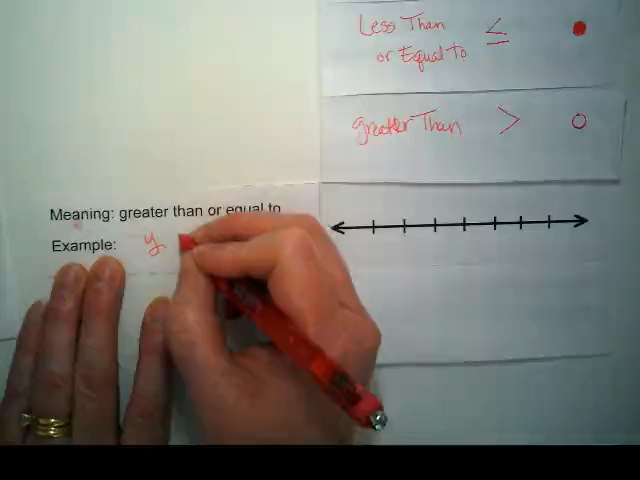 Less Than ≤
or Equal to
greater Than >
Meaning: greater than or equal to
Example: y